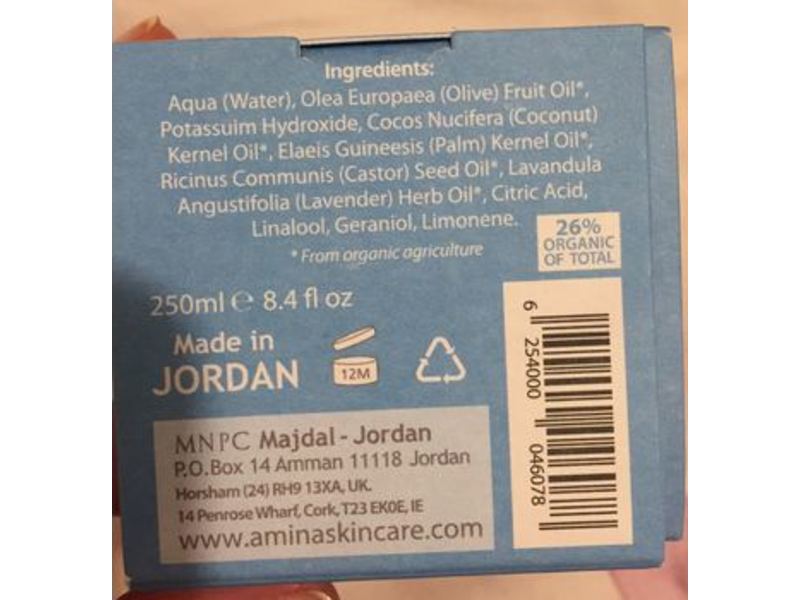 Ingredients:
Aqua (Water), Olea Europaea (Olive) Fruit Oil*,
Potassuim Hydroxide, Cocos Nucifera (Coconut)
Kernel Oil*, Elaeis Guineesis (Palm) Kernel Oil*,
Ricinus Communis (Castor) Seed Oil*, Lavandula
Angustifolia (Lavender) Herb Oil*, Citric Acid,
Linalool, Geraniol, Limonene.
* From organic agriculture
26%
ORGANIC
OF TOTAL
250ml ℮ 8.4 fl oz
Made in
JORDAN
12M
MNPC Majdal - Jordan
P.O.Box 14 Amman 11118 Jordan
Horsham (24) RH9 13XA, UK.
14 Penrose Wharf, Cork, T23 EK0E, IE
www.aminaskincare.com
6 254000 046078